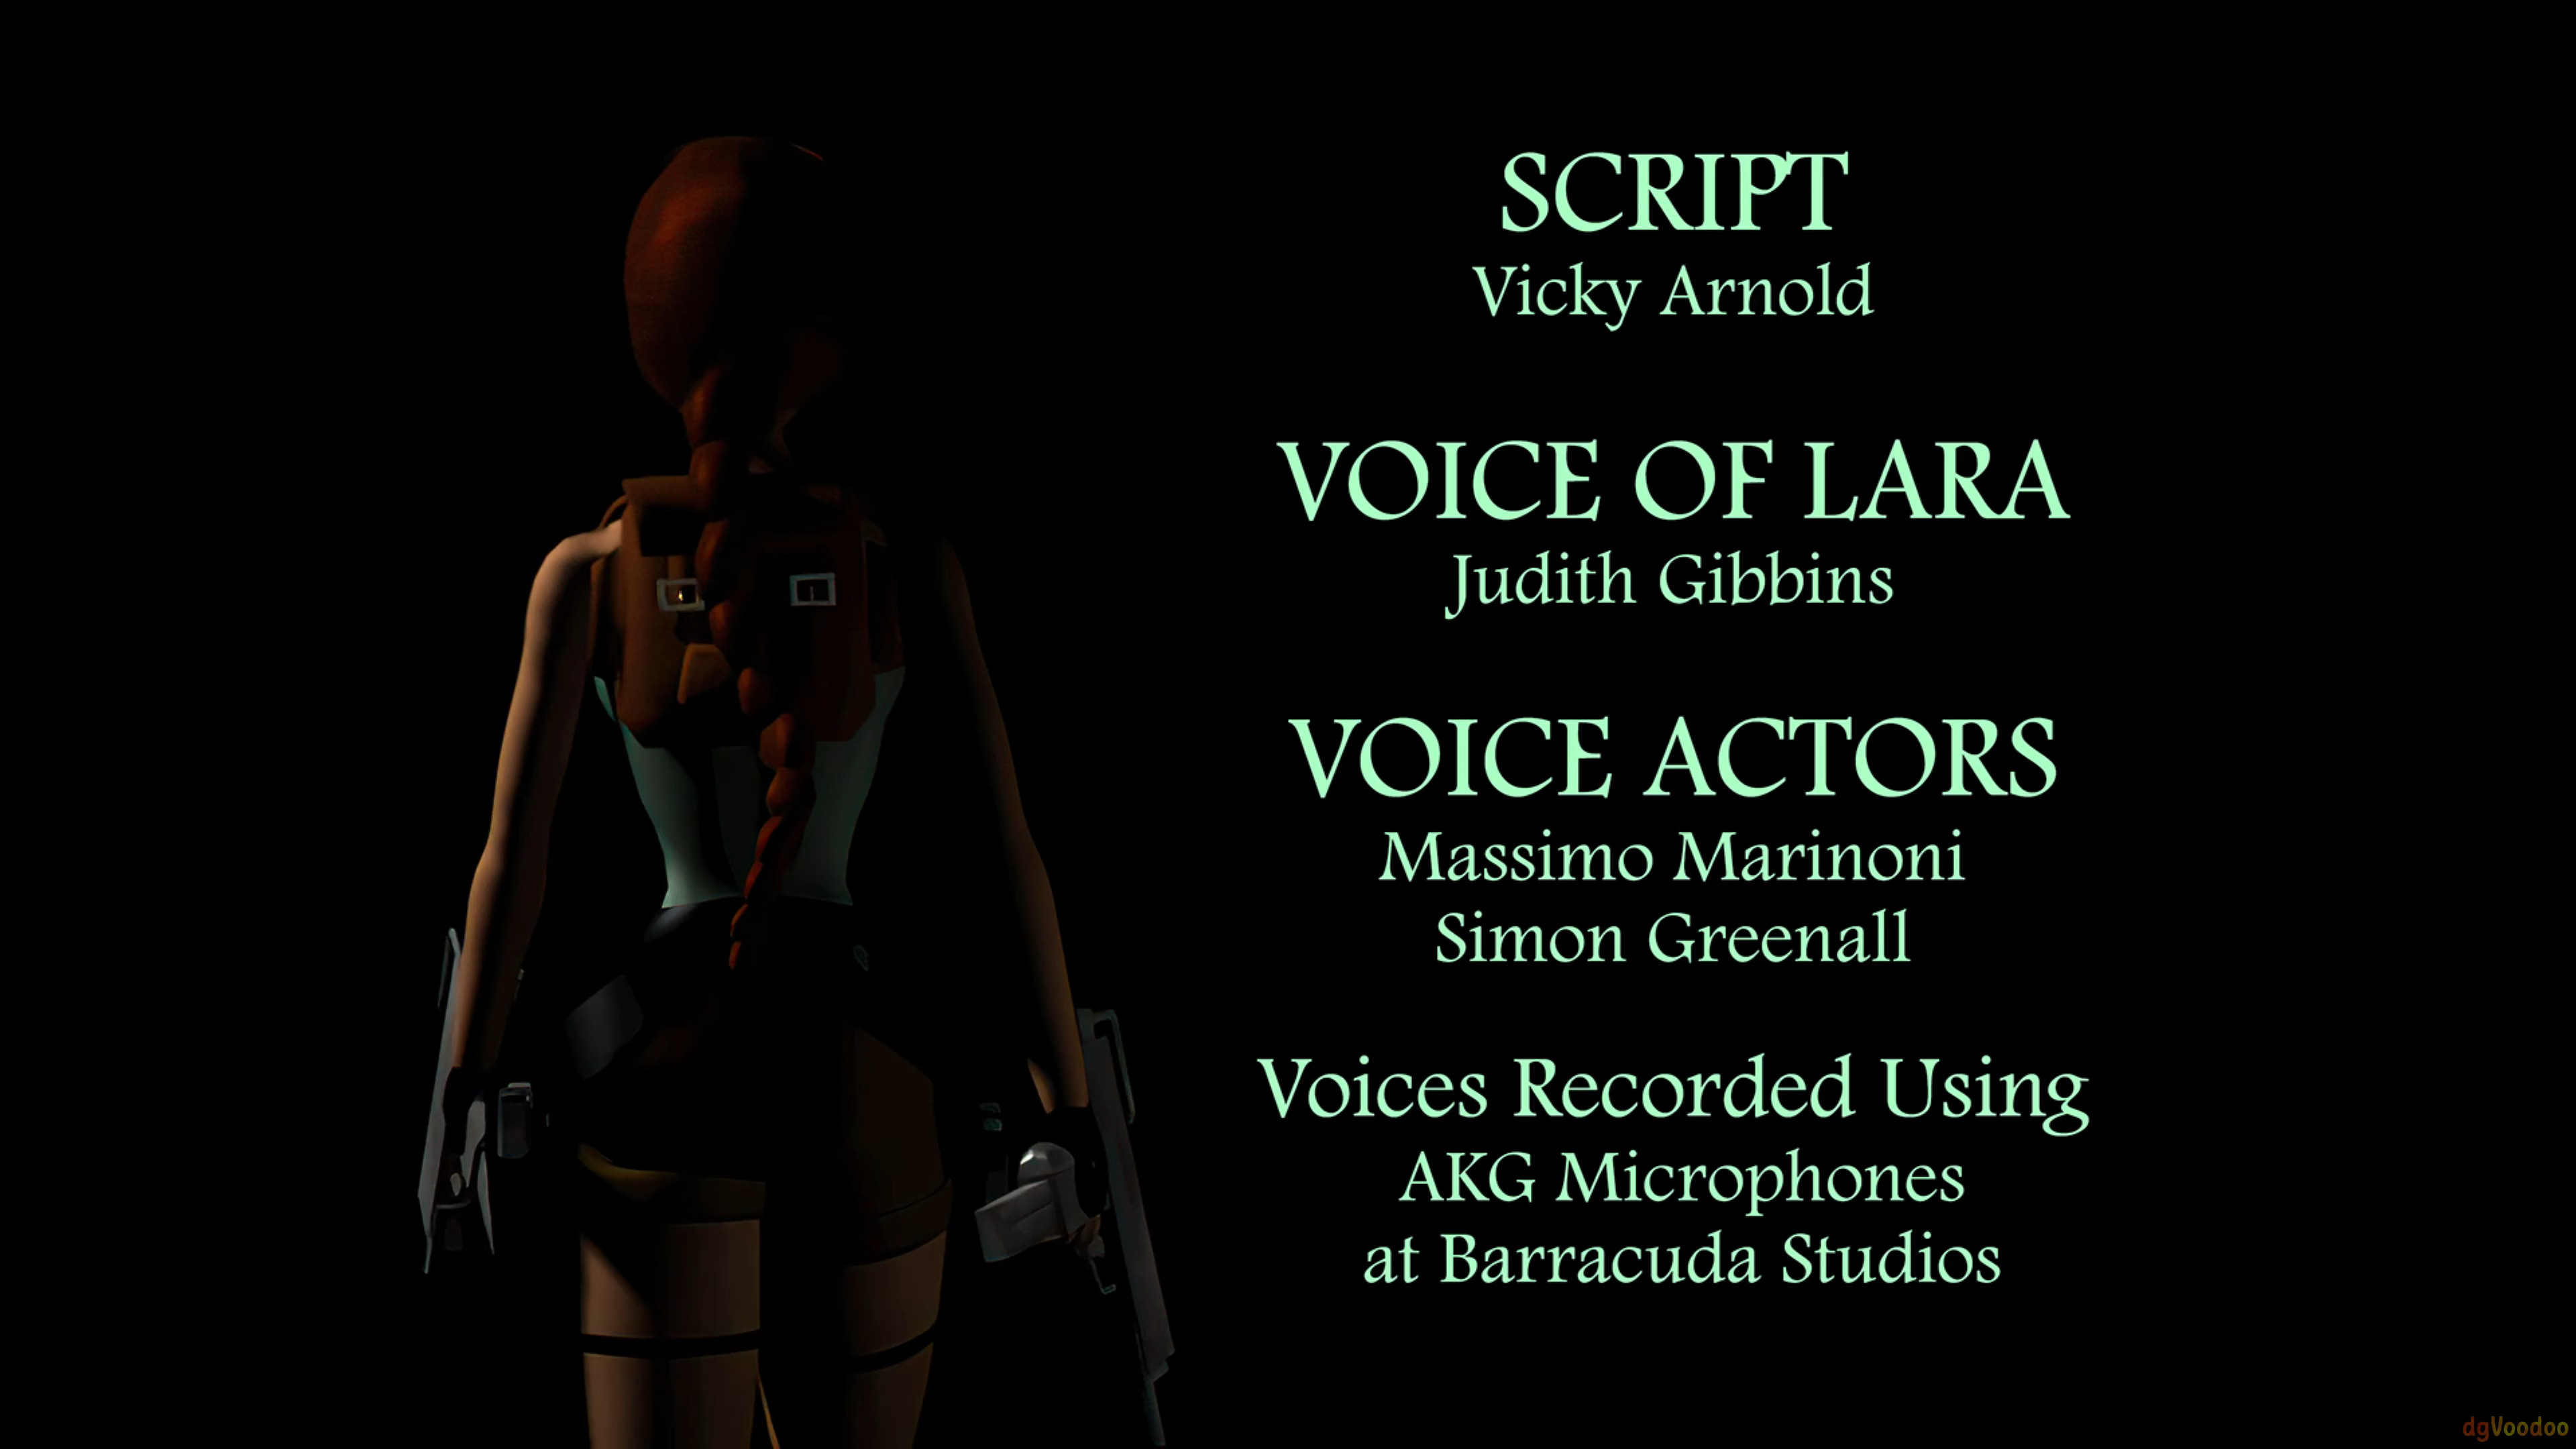 SCRIPT
Vicky Arnold
VOICE OF LARA
Judith Gibbins
VOICE ACTORS
Massimo Marinoni
Simon Greenall
Voices Recorded Using
AKG Microphones
at Barracuda Studios
dgVoodoo